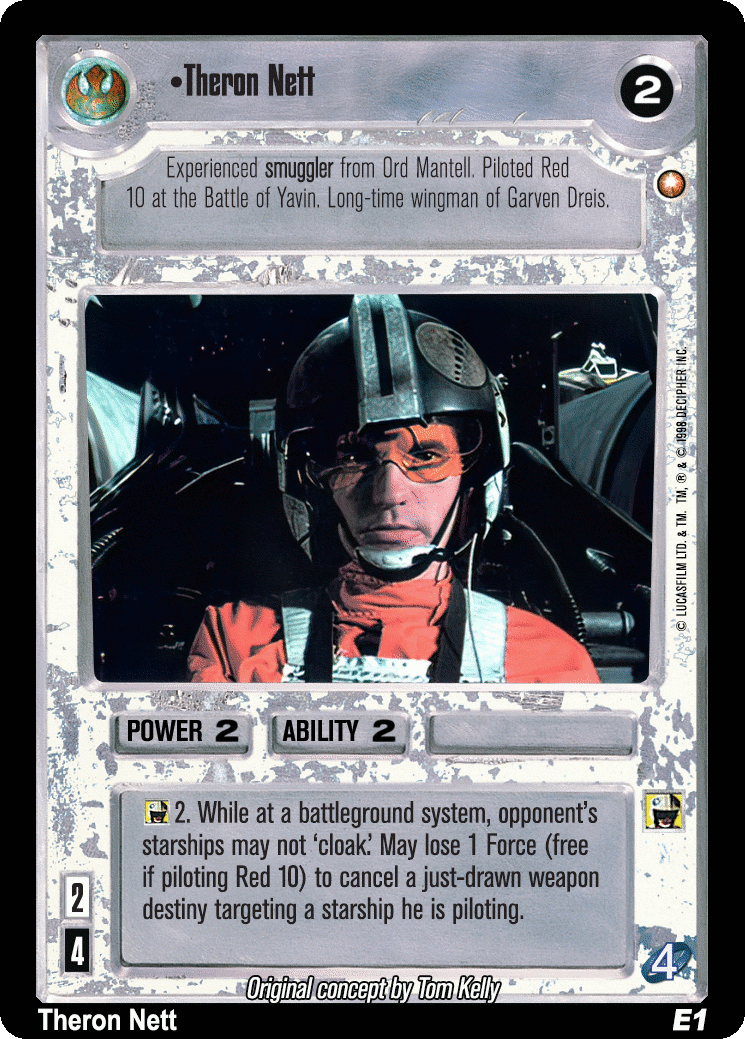 •Theron Nett
2
Experienced smuggler from Ord Mantell. Piloted Red
10 at the Battle of Yavin. Long-time wingman of Garven Dreis.
© LUCASFILM LTD. & TM. TM, ® & © 1998 DECIPHER INC.
POWER 2 ABILITY 2
2. While at a battleground system, opponent's
starships may not 'cloak.' May lose 1 Force (free
if piloting Red 10) to cancel a just-drawn weapon
destiny targeting a starship he is piloting.
2
4
4
Original concept by Tom Kelly
Theron Nett E1